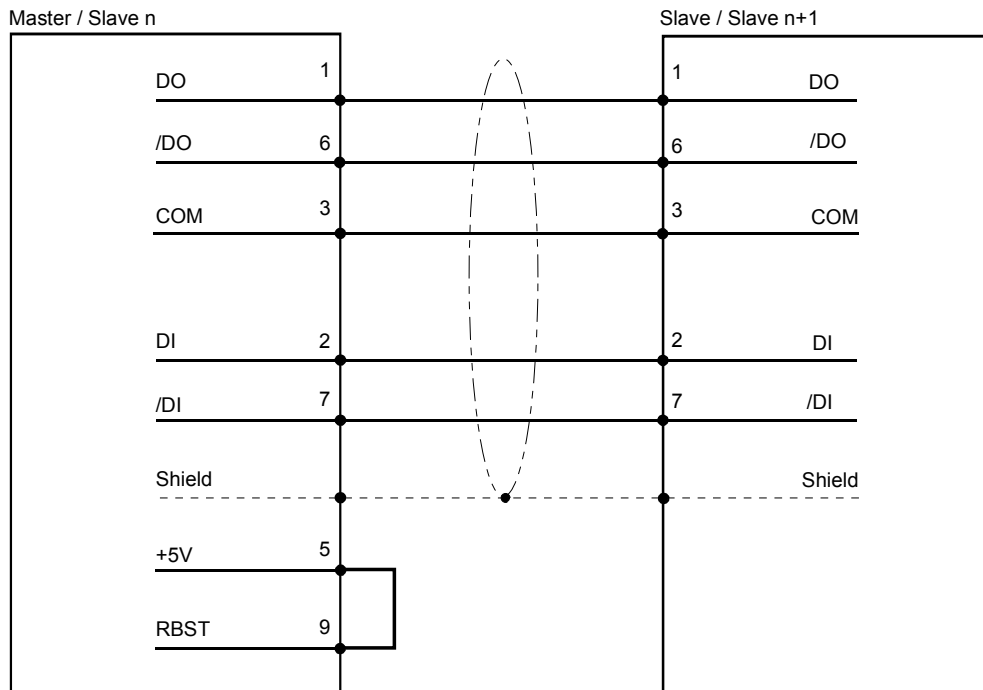 Master / Slave n
Slave / Slave n+1
DO 1 1 DO
/DO 6 6 /DO
COM 3 3 COM
DI 2 2 DI
/DI 7 7 /DI
Shield Shield
+5V 5
RBST 9